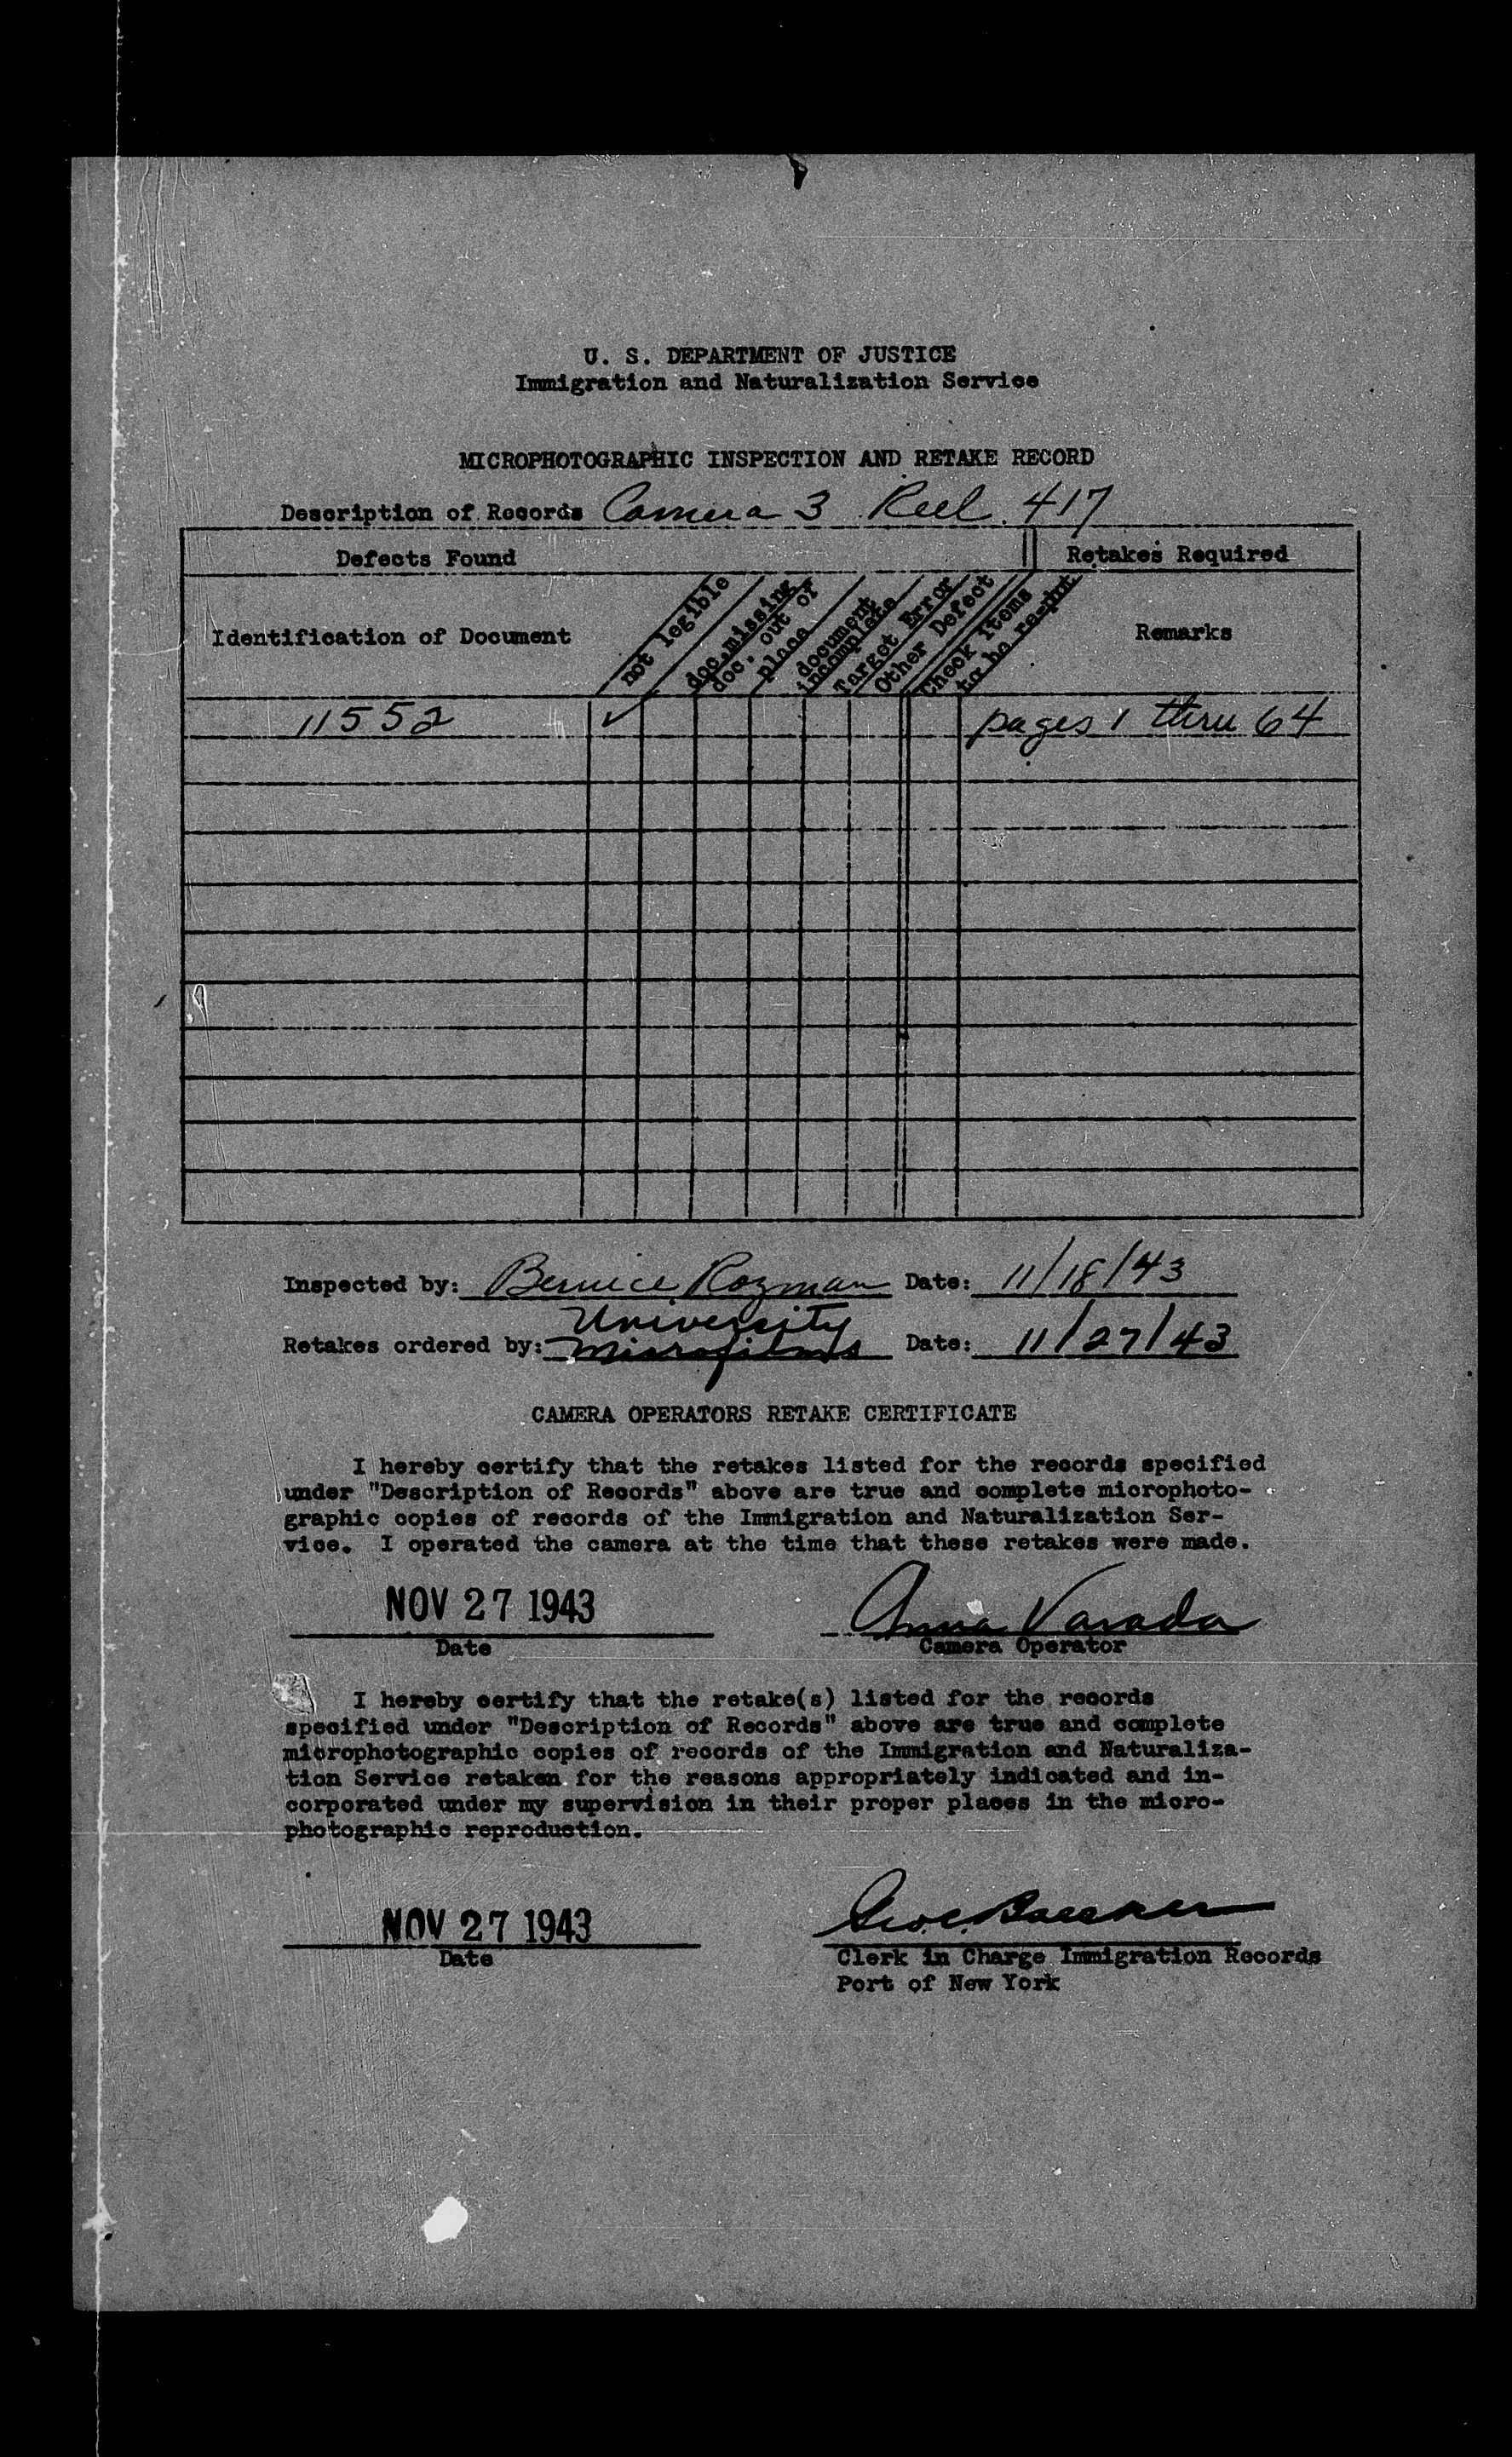 U. S. DEPARTMENT OF JUSTICE
Immigration and Naturalization Service
MICROPHOTOGRAPHIC INSPECTION AND RETAKE RECORD
Description of Records Camera 3 Reel 417
Defects Found Retakes Required
Identification of Document
not legible
doc. missing
doc. out of
place
document
incomplete
Target Error
Other Defect
Check Items
to be re-pht
Remarks
11552 ✓ pages 1 thru 64
Inspected by: Bernice Rozman Date: 11/18/43
University
Retakes ordered by: Microfilms Date: 11/27/43
CAMERA OPERATORS RETAKE CERTIFICATE
I hereby certify that the retakes listed for the records specified
under "Description of Records" above are true and complete microphoto-
graphic copies of records of the Immigration and Naturalization Ser-
vice. I operated the camera at the time that these retakes were made.
NOV 27 1943 Anna Varada
Date Camera Operator
I hereby certify that the retake(s) listed for the records
specified under "Description of Records" above are true and complete
microphotographic copies of records of the Immigration and Naturaliza-
tion Service retaken for the reasons appropriately indicated and in-
corporated under my supervision in their proper places in the micro-
photographic reproduction.
NOV 27 1943
Date Clerk in Charge Immigration Records
Port of New York